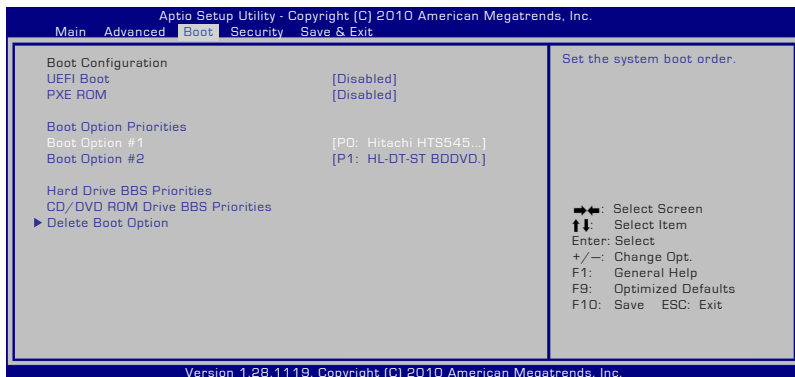 Aptio Setup Utility - Copyright (C) 2010 American Megatrends, Inc.
Main Advanced Boot Security Save & Exit
Boot Configuration
UEFI Boot [Disabled]
PXE ROM [Disabled]
Boot Option Priorities
Boot Option #1 [P0: Hitachi HTS545...]
Boot Option #2 [P1: HL-DT-ST BDDVD.]
Hard Drive BBS Priorities
CD/DVD ROM Drive BBS Priorities
Delete Boot Option
Set the system boot order.
→←: Select Screen
↑↓: Select Item
Enter: Select
+/—: Change Opt.
F1: General Help
F9: Optimized Defaults
F10: Save ESC: Exit
Version 1.28.1119. Copyright (C) 2010 American Megatrends, Inc.